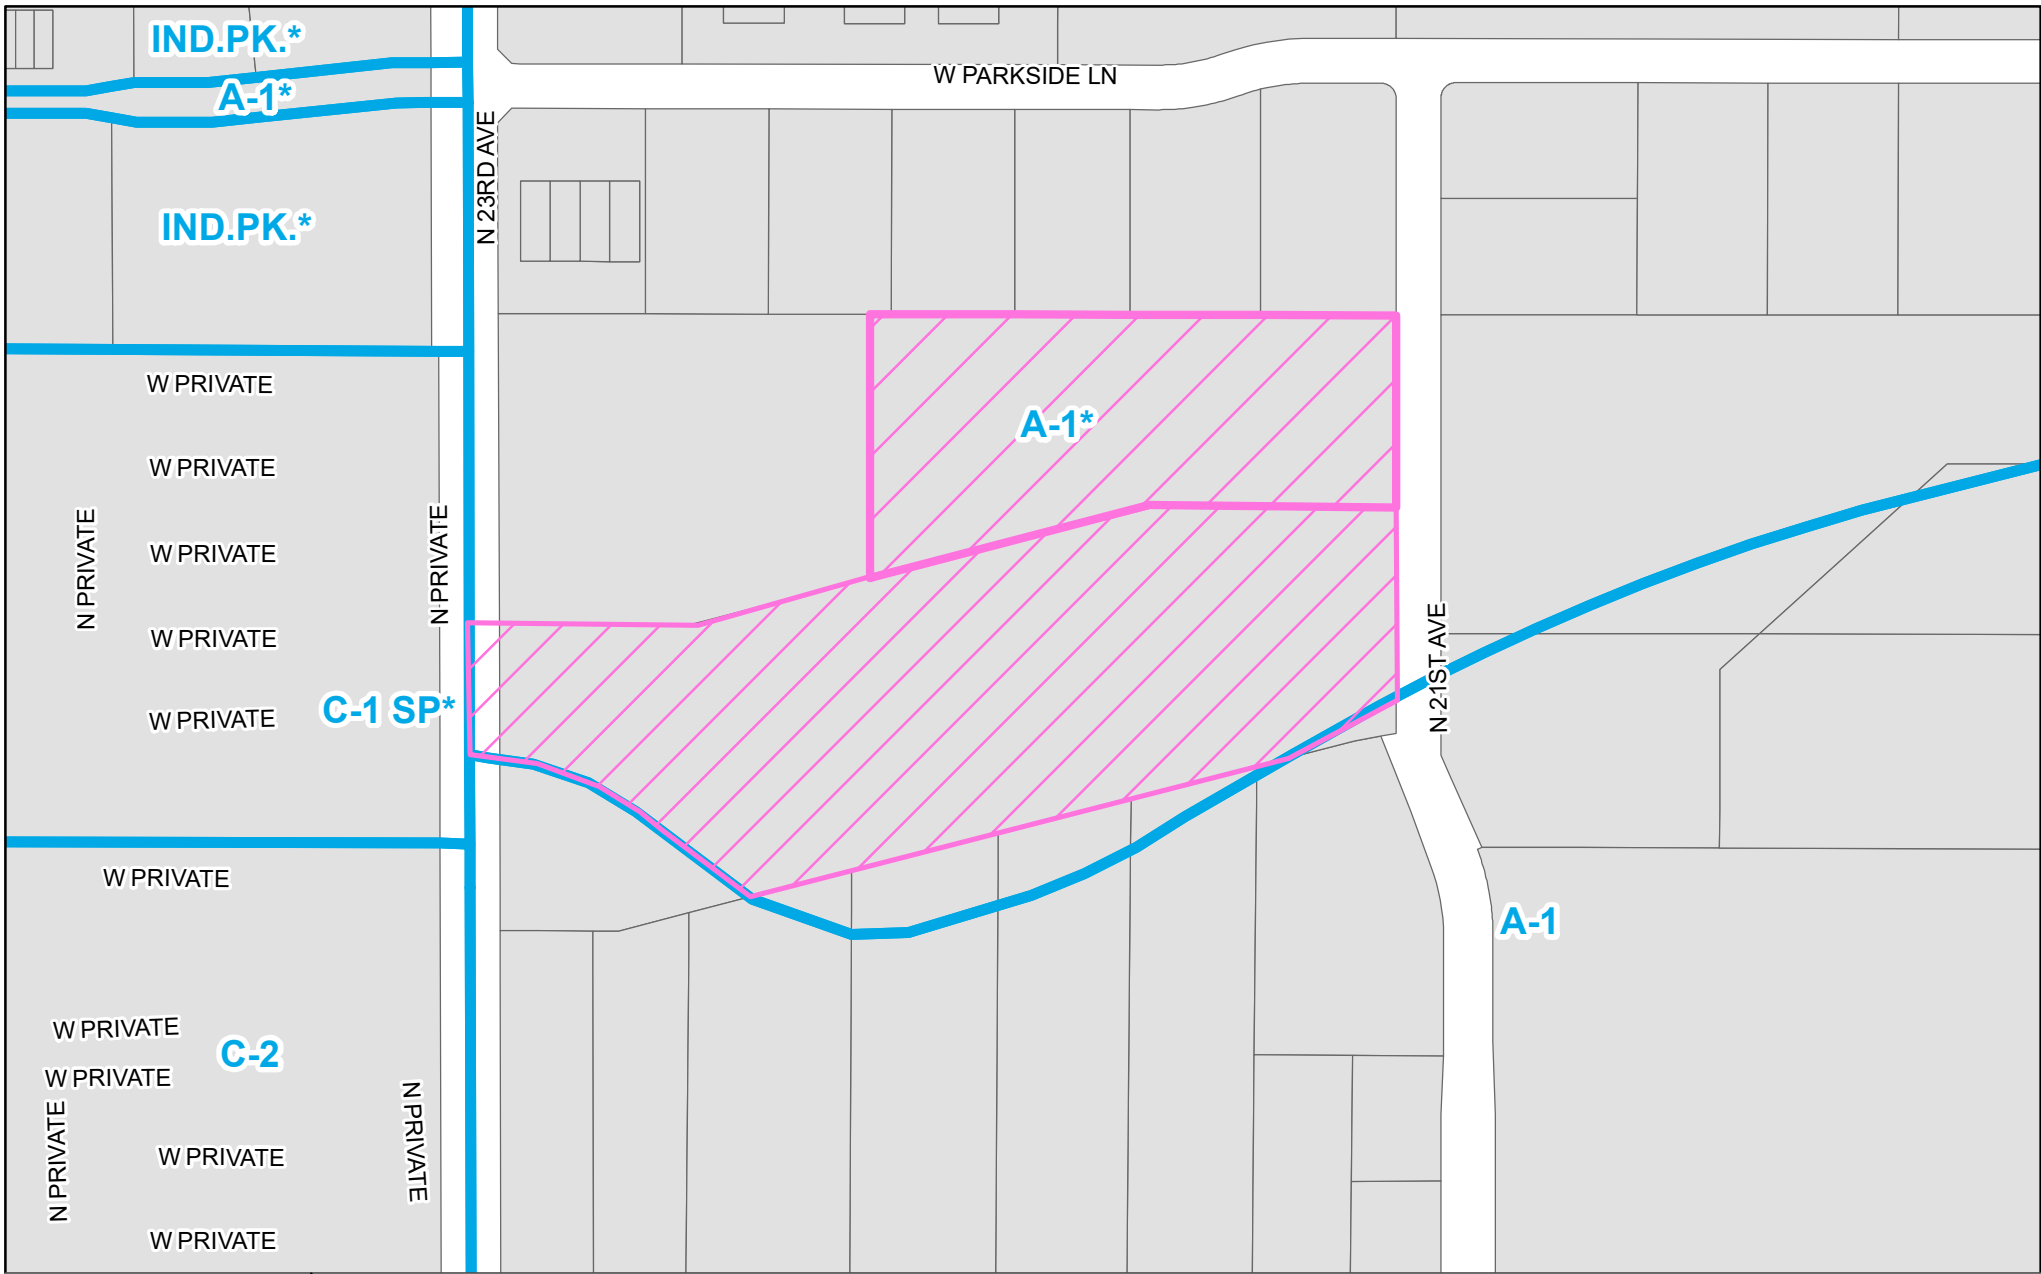 IND.PK.*
W PARKSIDE LN
A-1*
N 23RD AVE
IND.PK.*
W PRIVATE
A-1*
W PRIVATE
N PRIVATE
N PRIVATE
W PRIVATE
W PRIVATE
N 21ST AVE
C-1 SP*
W PRIVATE
W PRIVATE
A-1
W PRIVATE
C-2
W PRIVATE
N PRIVATE
N PRIVATE
W PRIVATE
W PRIVATE